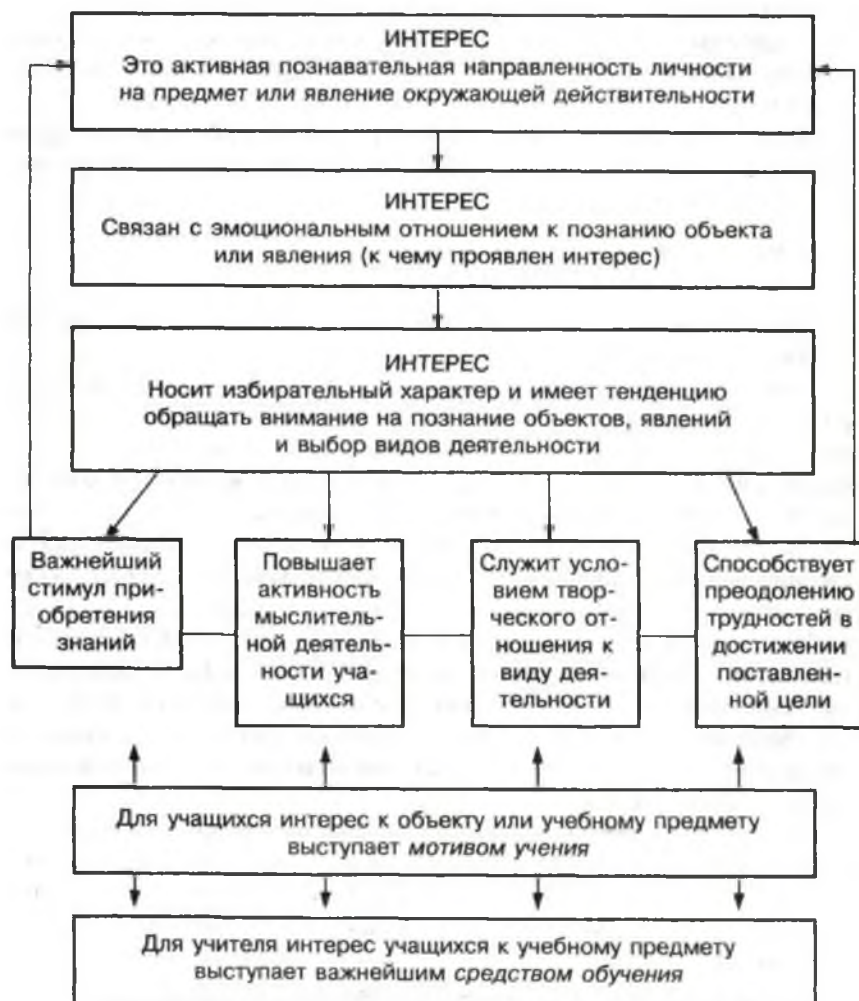 ИНТЕРЕС
Это активная познавательная направленность личности
на предмет или явление окружающей действительности
ИНТЕРЕС
Связан с эмоциональным отношением к познанию объекта
или явления (к чему проявлен интерес)
ИНТЕРЕС
Носит избирательный характер и имеет тенденцию
обращать внимание на познание объектов, явлений
и выбор видов деятельности
Важнейший
стимул при-
обретения
знаний
Повышает
активность
мыслитель-
ной деятель-
ности уча-
щихся
Служит усло-
вием твор-
ческого от-
ношения к
виду дея-
тельности
Способствует
преодолению
трудностей в
достижении
поставлен-
ной цели
Для учащихся интерес к объекту или учебному предмету
выступает мотивом учения
Для учителя интерес учащихся к учебному предмету
выступает важнейшим средством обучения